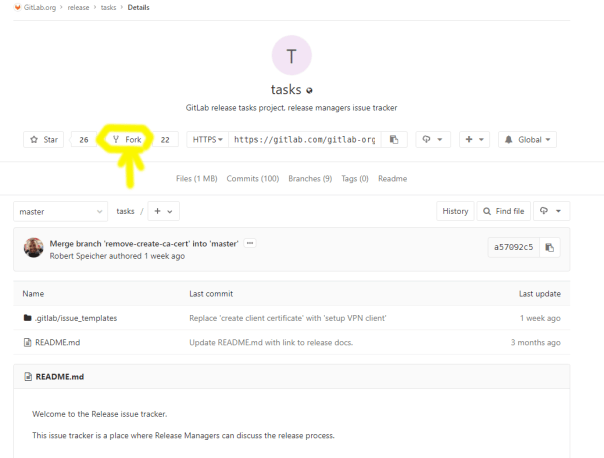 GitLab.org > release > tasks > Details
T
tasks
GitLab release tasks project. release managers issue tracker
Star 26 Fork 22 HTTPS https://gitlab.com/gitlab-org Global
Files (1 MB) Commits (100) Branches (9) Tags (0) Readme
master tasks / + History Find file
Merge branch 'remove-create-ca-cert' into 'master' ...
Robert Speicher authored 1 week ago
a57092c5
Name Last commit Last update
.gitlab/issue_templates Replace 'create client certificate' with 'setup VPN client' 1 week ago
README.md Update README.md with link to release docs. 3 months ago
README.md
Welcome to the Release issue tracker.
This issue tracker is a place where Release Managers can discuss the release process.